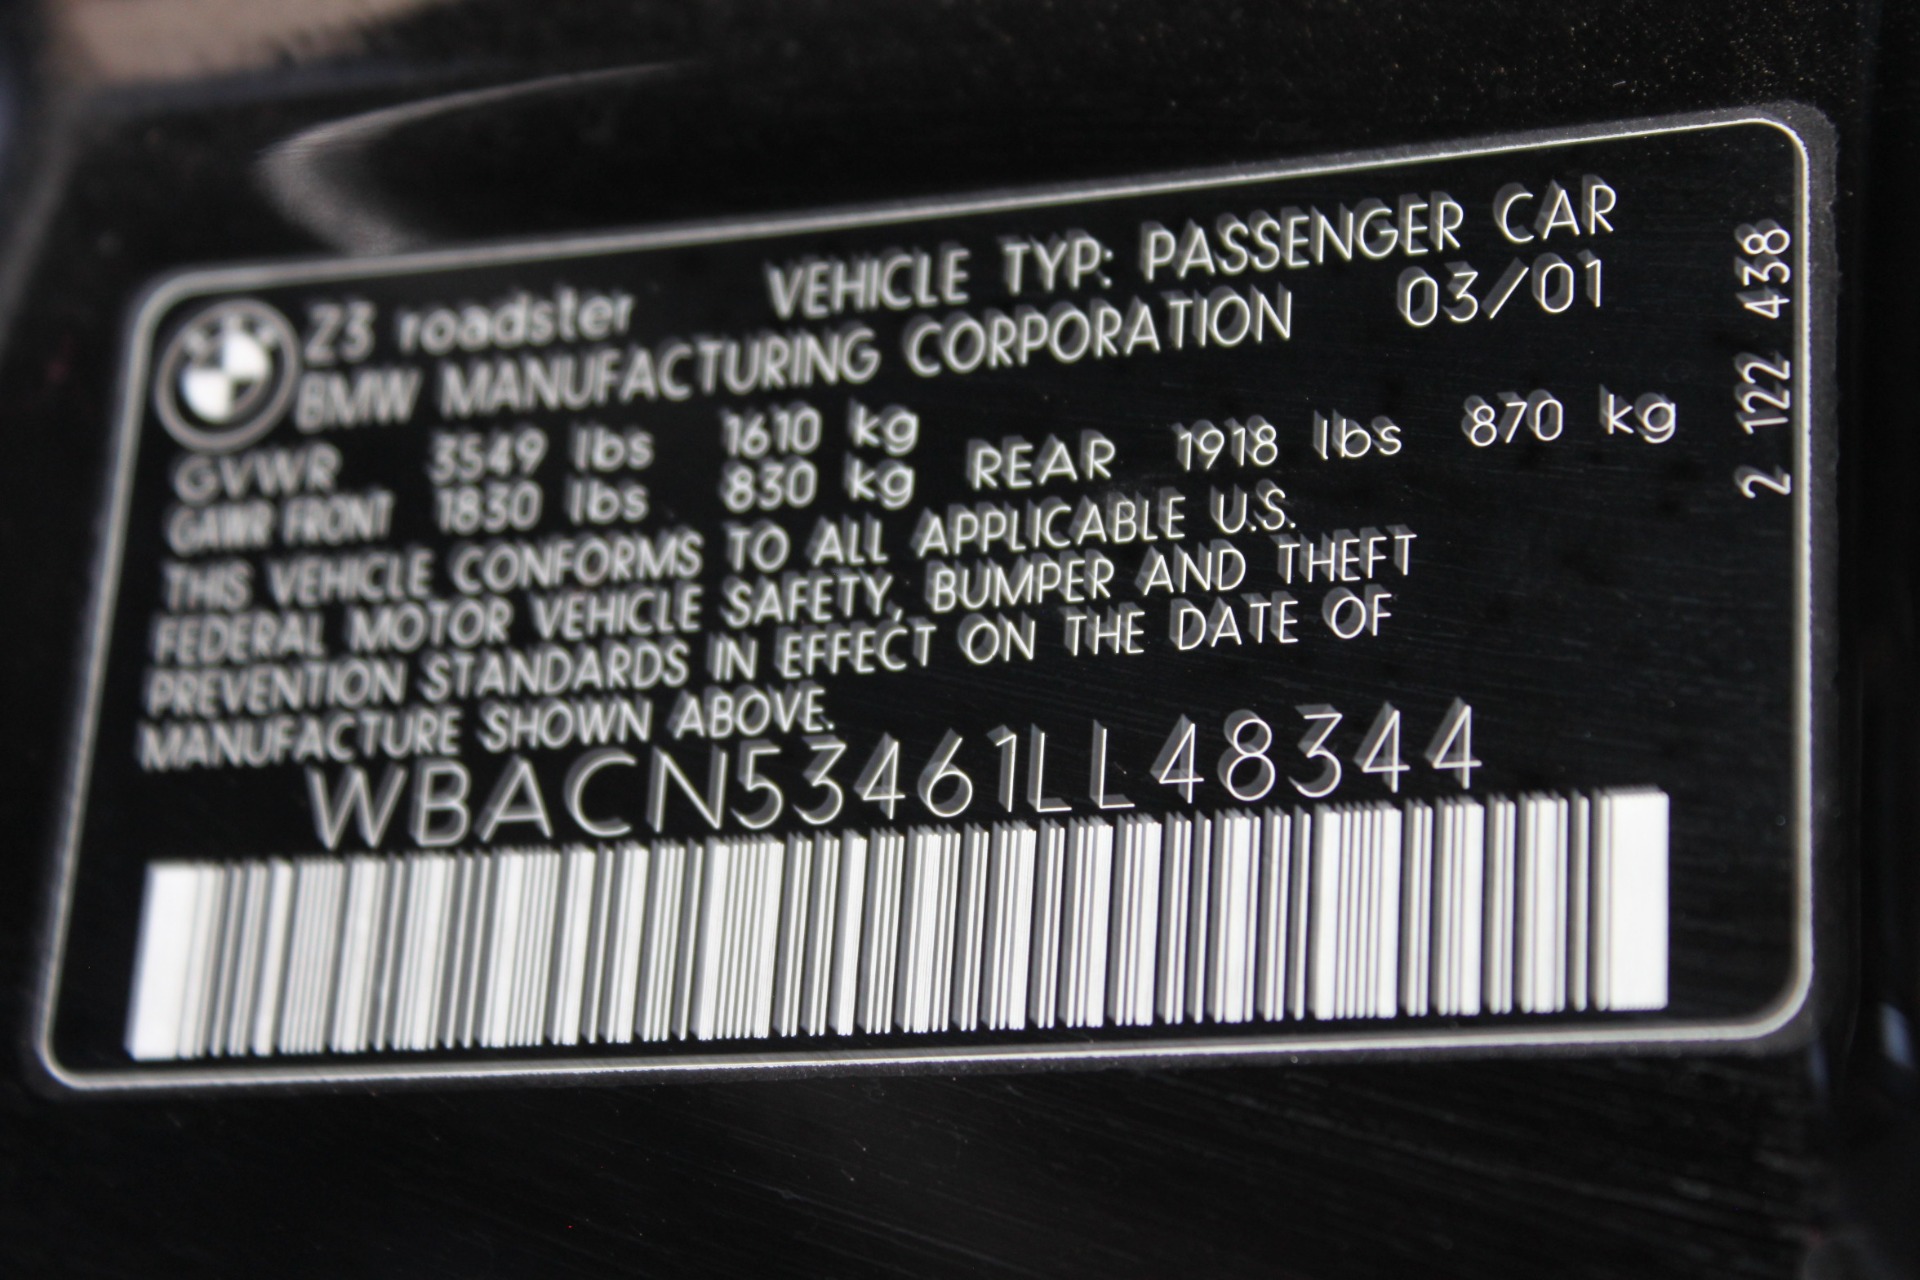 Z3 roadster VEHICLE TYP: PASSENGER CAR
BMW MANUFACTURING CORPORATION 03/01
GVWR 3549 lbs 1610 kg
GAWR FRONT 1830 lbs 830 kg REAR 1918 lbs 870 kg
THIS VEHICLE CONFORMS TO ALL APPLICABLE U.S.
FEDERAL MOTOR VEHICLE SAFETY, BUMPER AND THEFT
PREVENTION STANDARDS IN EFFECT ON THE DATE OF
MANUFACTURE SHOWN ABOVE.
WBACN53461LL48344
2 122 438